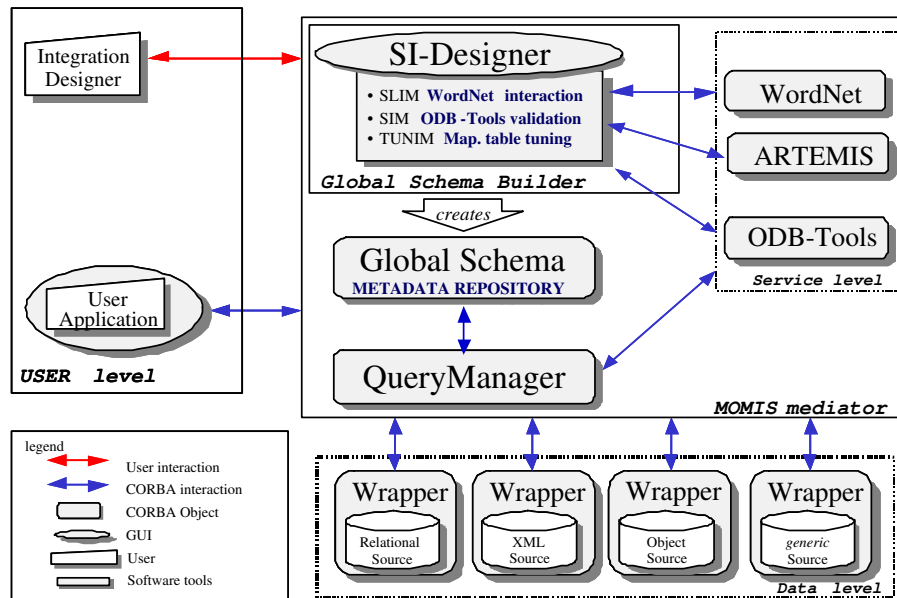 Integration
Designer
User
Application
USER level
SI-Designer
• SLIM WordNet interaction
• SIM ODB -Tools validation
• TUNIM Map. table tuning
Global Schema Builder
creates
Global Schema
METADATA REPOSITORY
QueryManager
WordNet
ARTEMIS
ODB-Tools
Service level
MOMIS mediator
legend
User interaction
CORBA interaction
CORBA Object
GUI
User
Software tools
Wrapper
Relational
Source
Wrapper
XML
Source
Wrapper
Object
Source
Wrapper
generic
Source
Data level